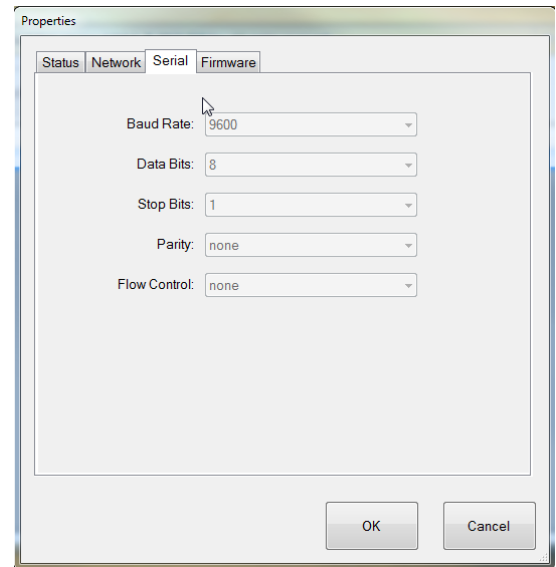 Properties
Status Network Serial Firmware
Baud Rate: 9600
Data Bits: 8
Stop Bits: 1
Parity: none
Flow Control: none
OK Cancel